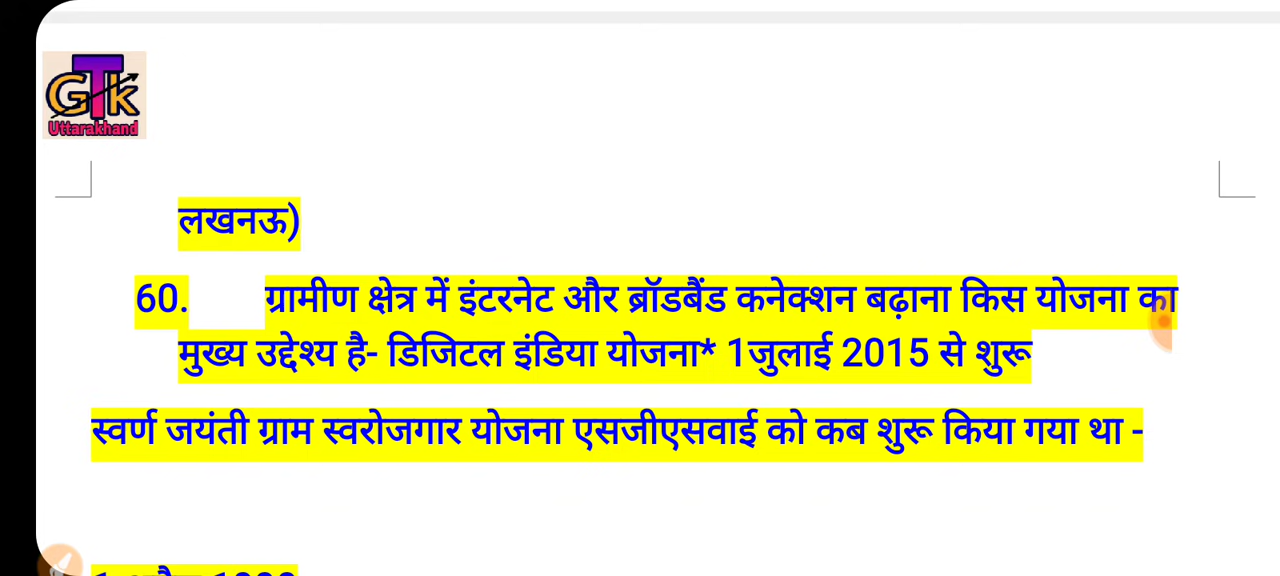 GTK
Uttarakhand
लखनऊ)
60. ग्रामीण क्षेत्र में इंटरनेट और ब्रॉडबैंड कनेक्शन बढ़ाना किस योजना का
मुख्य उद्देश्य है- डिजिटल इंडिया योजना* 1जुलाई 2015 से शुरू
स्वर्ण जयंती ग्राम स्वरोजगार योजना एसजीएसवाई को कब शुरू किया गया था -